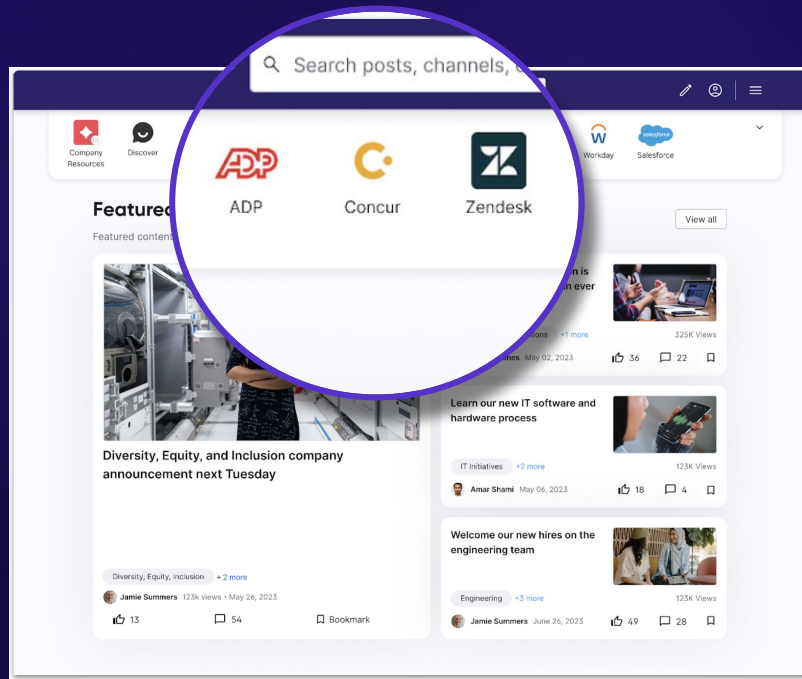 Search posts, channels,
Company
Resources
Discover
ADP
ADP
Concur
Zendesk
Workday
salesforce
Salesforce
Featured
Featured content
View all
is
ever
+1 more
325K Views
May 02, 2023
36
22
Learn our new IT software and
hardware process
IT Initiatives
+2 more
123K Views
Amar Shami May 06, 2023
18
4
Diversity, Equity, and Inclusion company
announcement next Tuesday
Diversity, Equity, Inclusion
+ 2 more
Jamie Summers 123k views • May 26, 2023
13
54
Bookmark
Welcome our new hires on the
engineering team
Engineering
+3 more
123K Views
Jamie Summers June 26, 2023
49
28